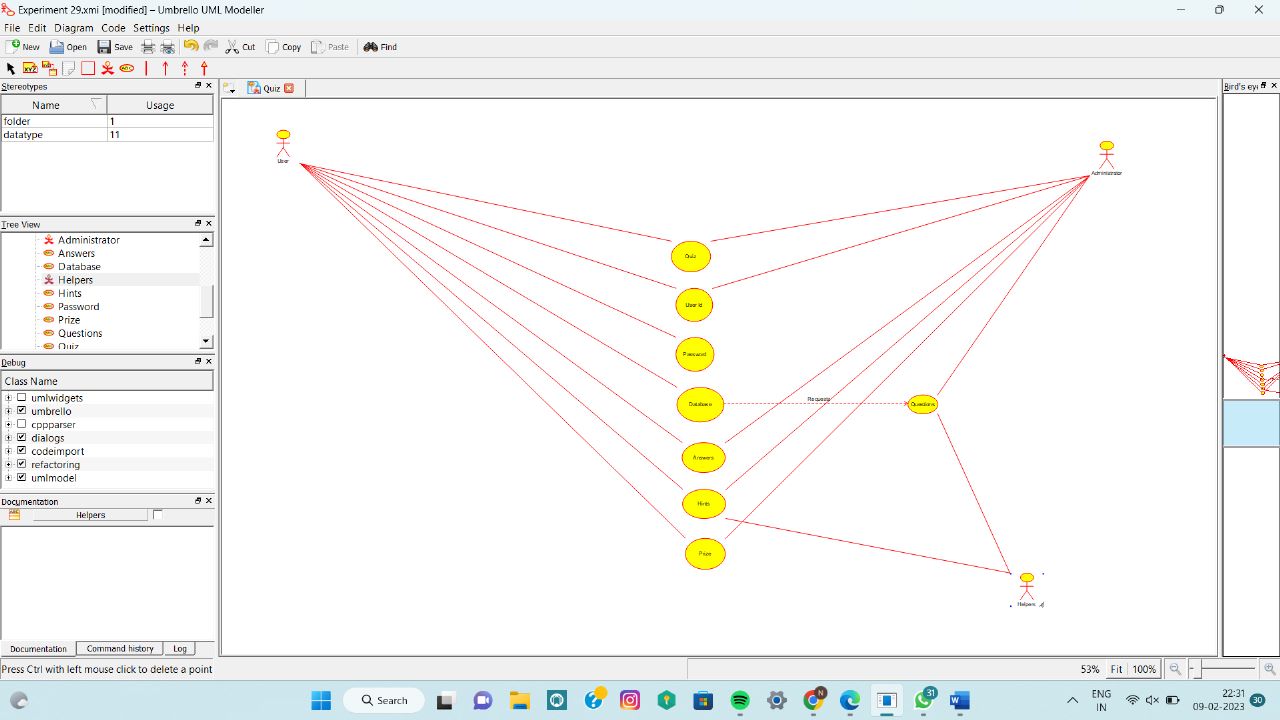 Experiment 29.xmi [modified] – Umbrello UML Modeller
File Edit Diagram Code Settings Help
New Open Save Cut Copy Paste Find
Stereotypes
Name Usage
folder 1
datatype 11
Tree View
Administrator
Answers
Database
Helpers
Hints
Password
Prize
Questions
Quiz
Debug
Class Name
umlwidgets
umbrello
cppparser
dialogs
codeimport
refactoring
umlmodel
Documentation
Helpers
Documentation Command history Log
Press Ctrl with left mouse click to delete a point
Quiz
User
Administrator
Quiz
User Id
Password
Database
Requests
Questions
Answers
Hints
Prize
Helpers
Bird's eye
53% Fit 100%
Search
31
ENG
IN
22:31
09-02-2023
30